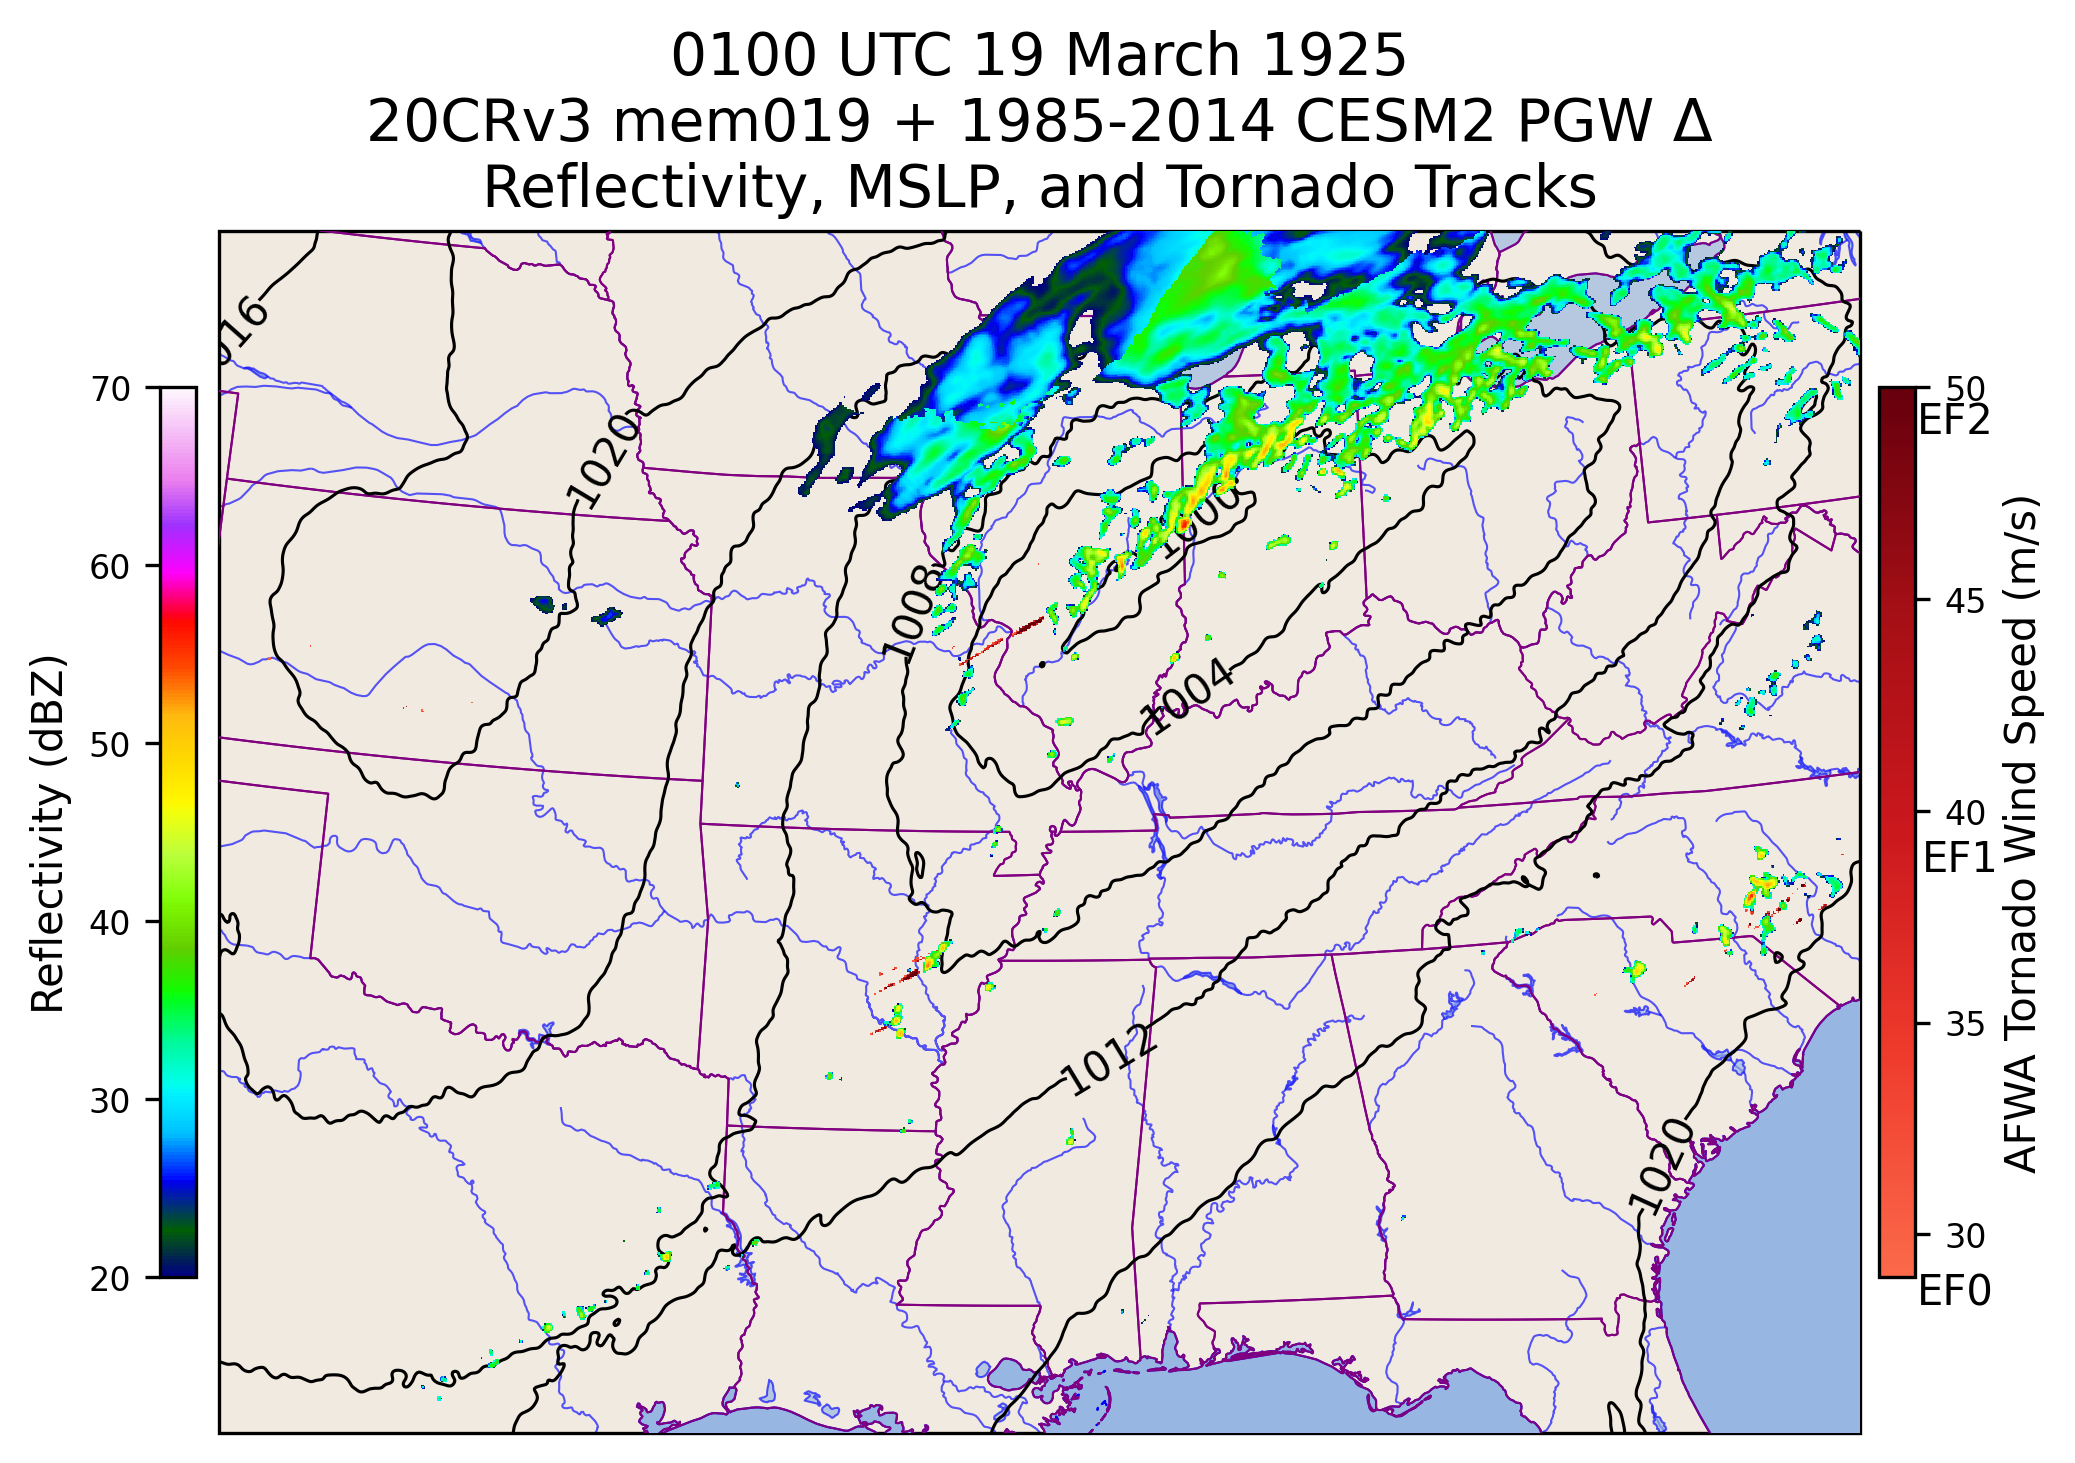 0100 UTC 19 March 1925
20CRv3 mem019 + 1985-2014 CESM2 PGW Δ
Reflectivity, MSLP, and Tornado Tracks
016
1020
1008
1000
1004
1012
1020
70
60
50
40
30
20
Reflectivity (dBZ)
50
EF2
45
40
EF1
35
30
EF0
AFWA Tornado Wind Speed (m/s)